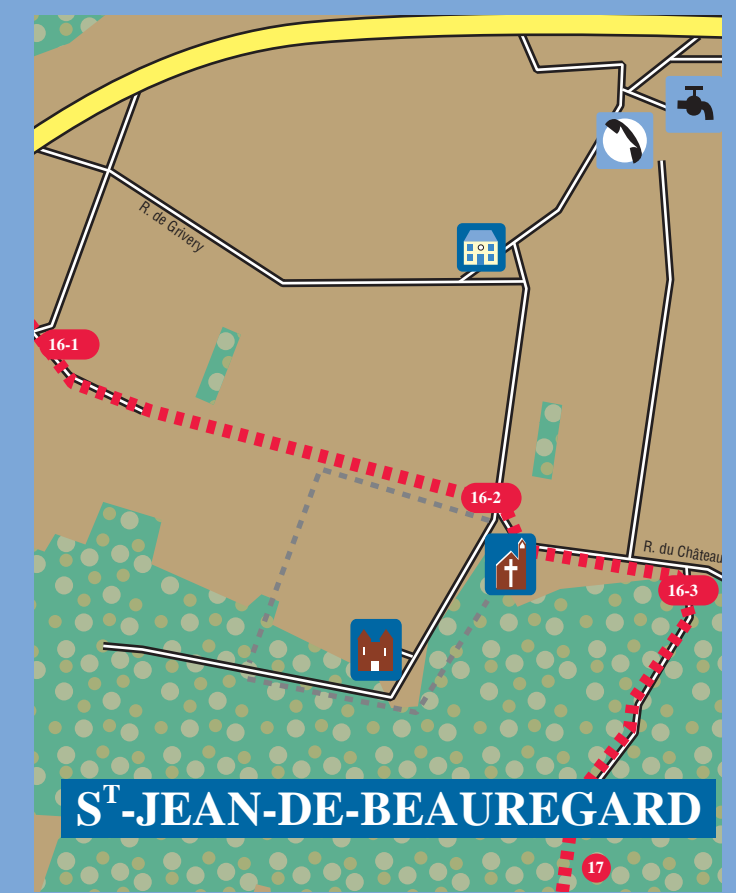 R. de Grivery
16-1
16-2
R. du Château
16-3
Sᵀ-JEAN-DE-BEAUREGARD
17